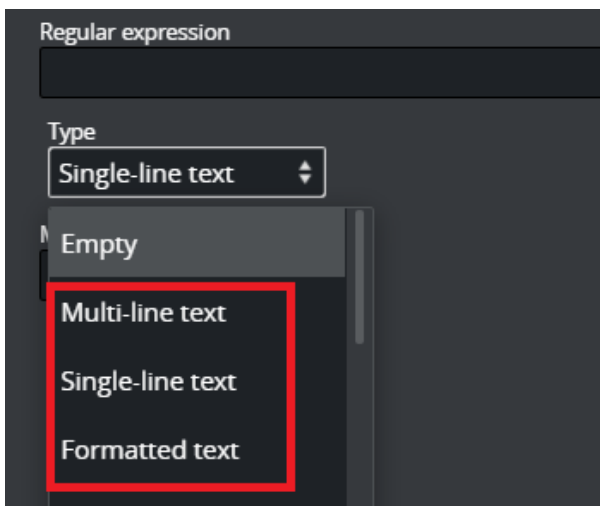 Regular expression
Type
Single-line text
Empty
Multi-line text
Single-line text
Formatted text